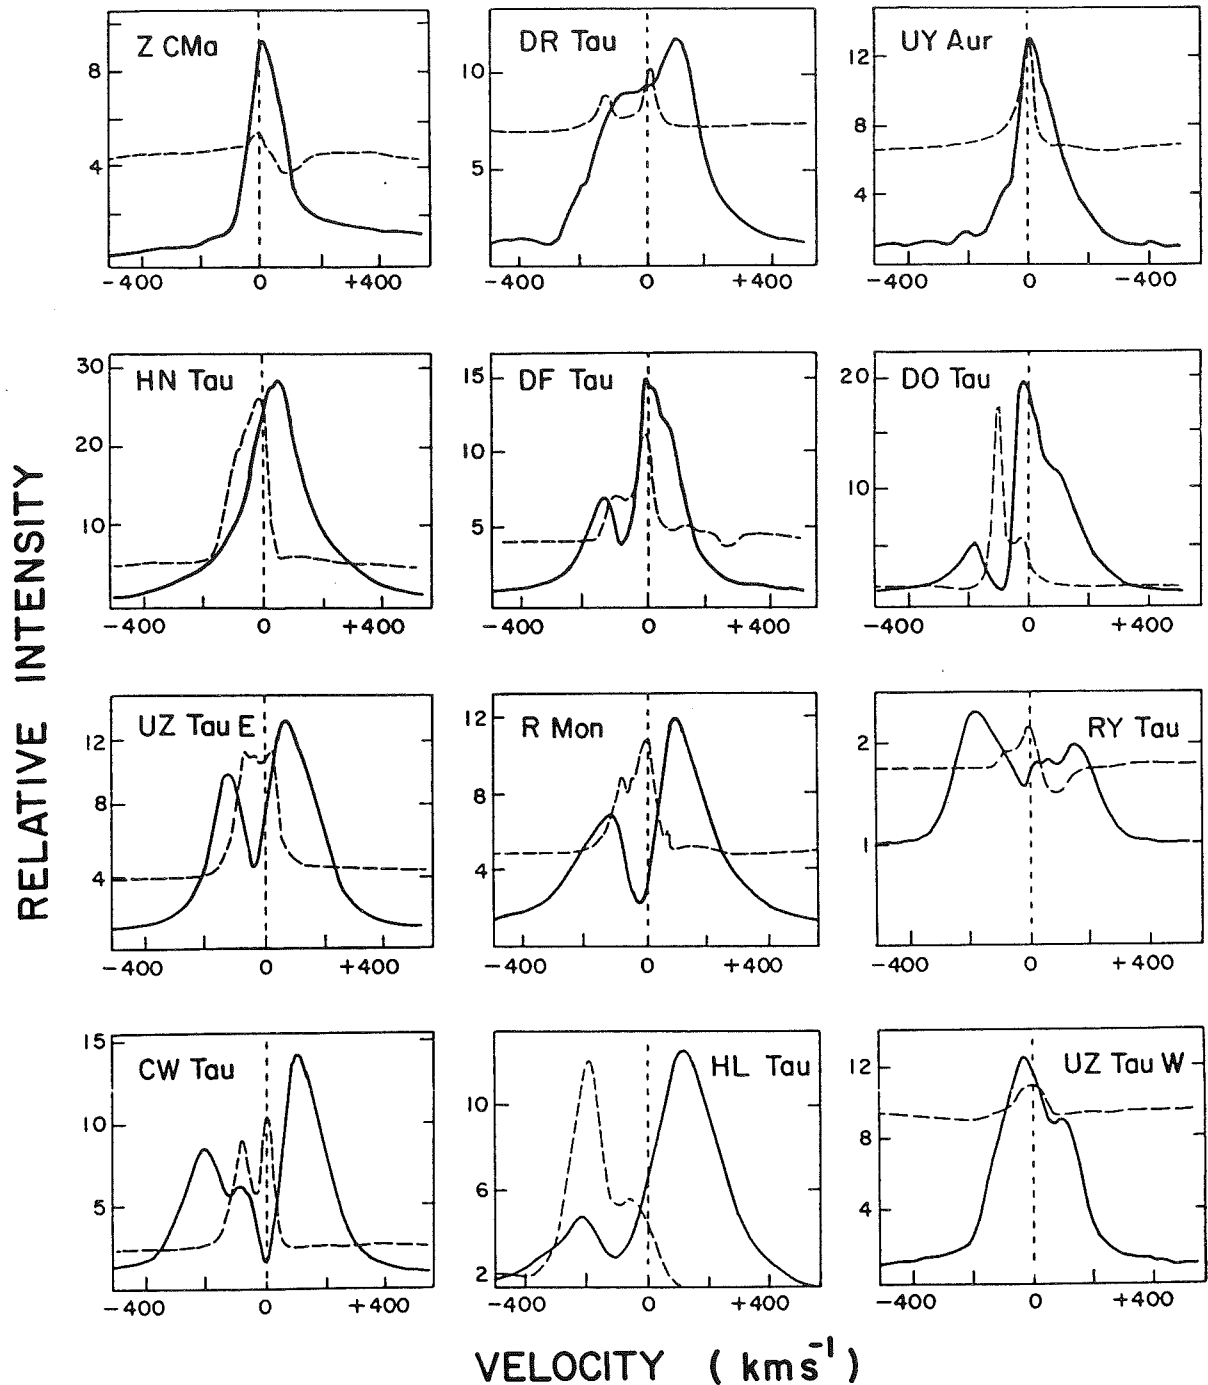 Z CMa
8
4
-400 0 +400
DR Tau
10
5
-400 0 +400
UY Aur
12
8
4
-400 0 -400
HN Tau
30
20
10
-400 0 +400
DF Tau
15
10
5
-400 0 +400
DO Tau
20
10
-400 0 +400
UZ Tau E
12
8
4
-400 0 +400
R Mon
12
8
4
-400 0 +400
RY Tau
2
1
-400 0 +400
CW Tau
15
10
5
-400 0 +400
HL Tau
10
6
2
-400 0 +400
UZ Tau W
12
8
4
-400 0 +400
RELATIVE INTENSITY
VELOCITY (kms⁻¹)